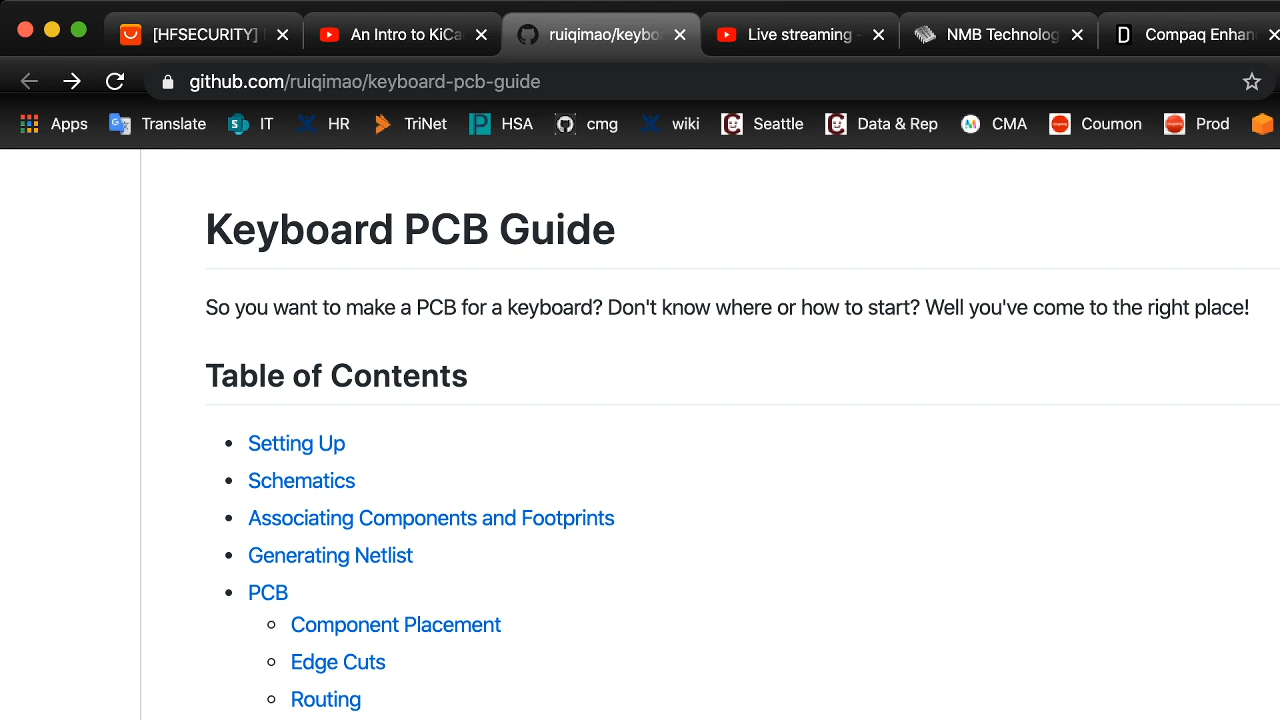 [HFSECURITY]
An Intro to KiCa
ruiqimao/keybo
Live streaming
NMB Technolog
Compaq Enhan
github.com/ruiqimao/keyboard-pcb-guide
Apps Translate IT HR TriNet HSA cmg wiki Seattle Data & Rep CMA Coumon Prod
Keyboard PCB Guide
So you want to make a PCB for a keyboard? Don't know where or how to start? Well you've come to the right place!
Table of Contents
Setting Up
Schematics
Associating Components and Footprints
Generating Netlist
PCB
Component Placement
Edge Cuts
Routing